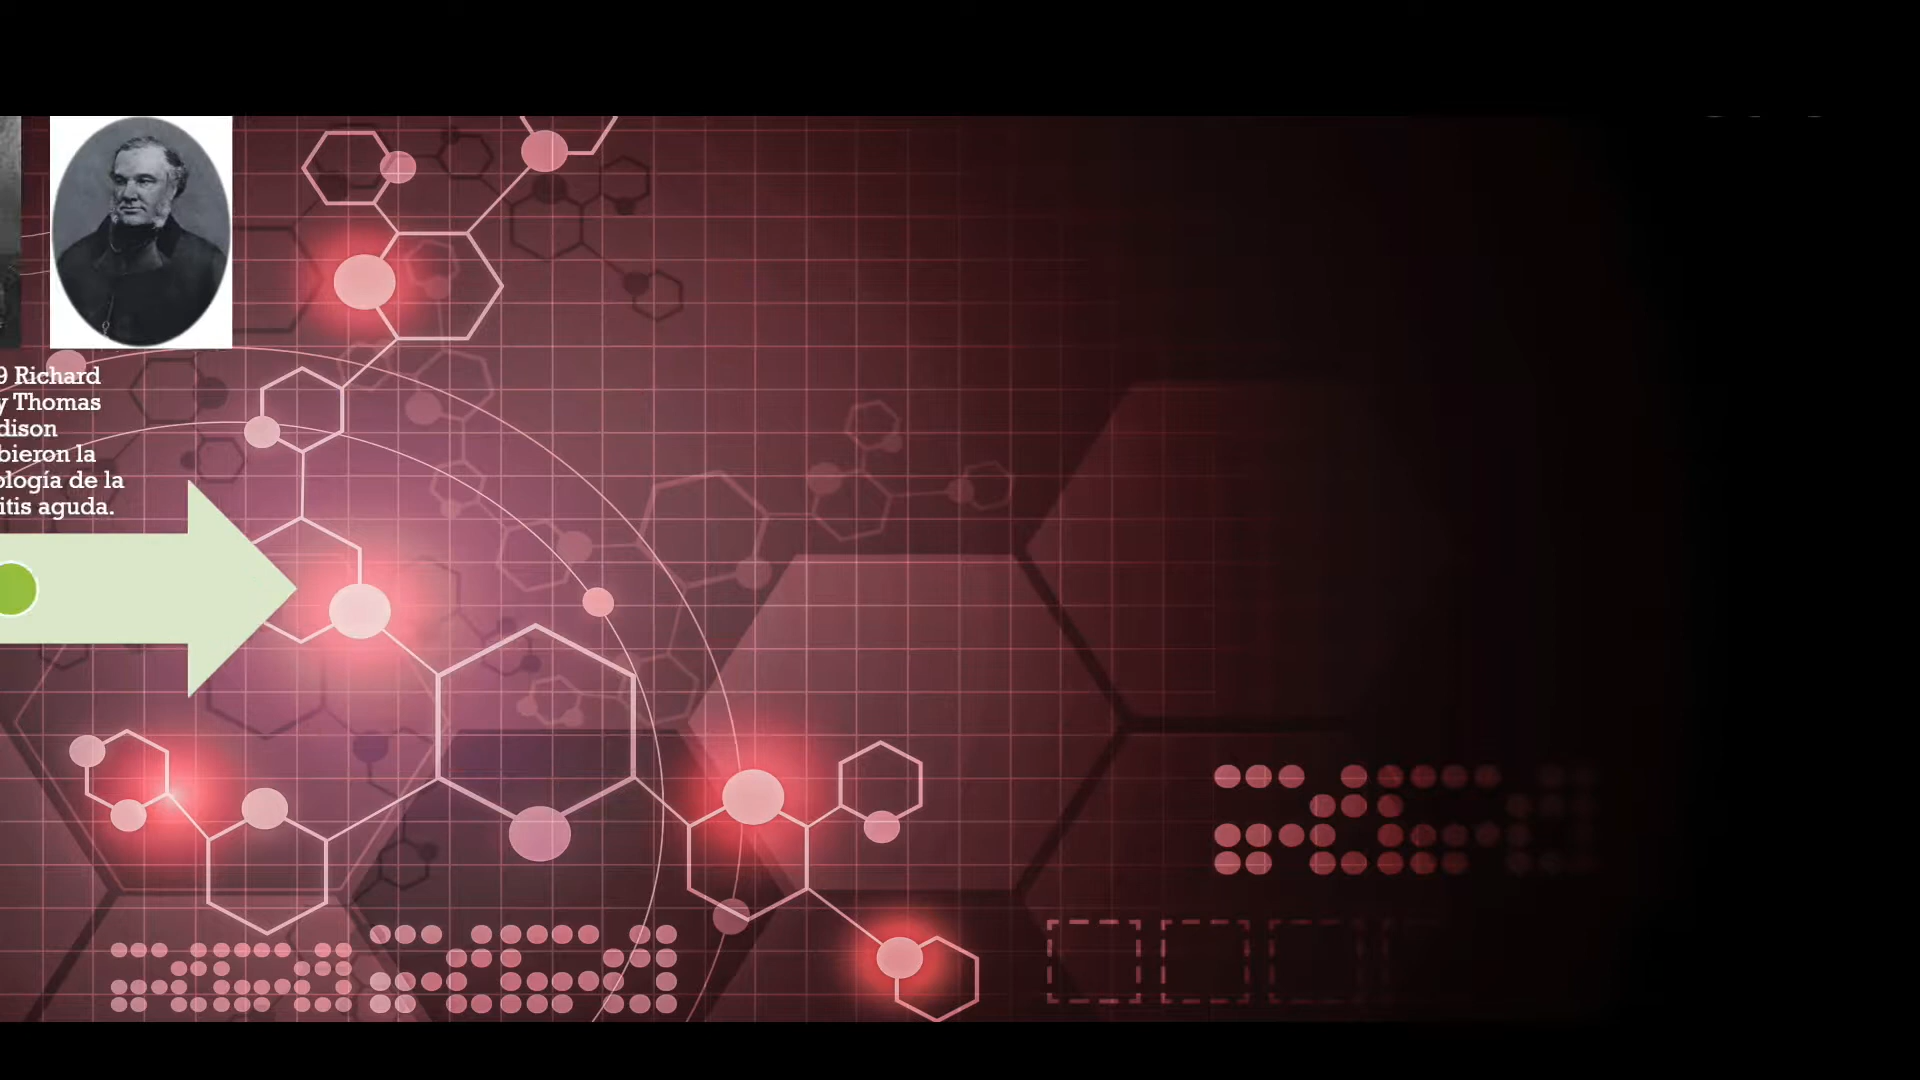 9 Richard
y Thomas
dison
bieron la
ología de la
itis aguda.